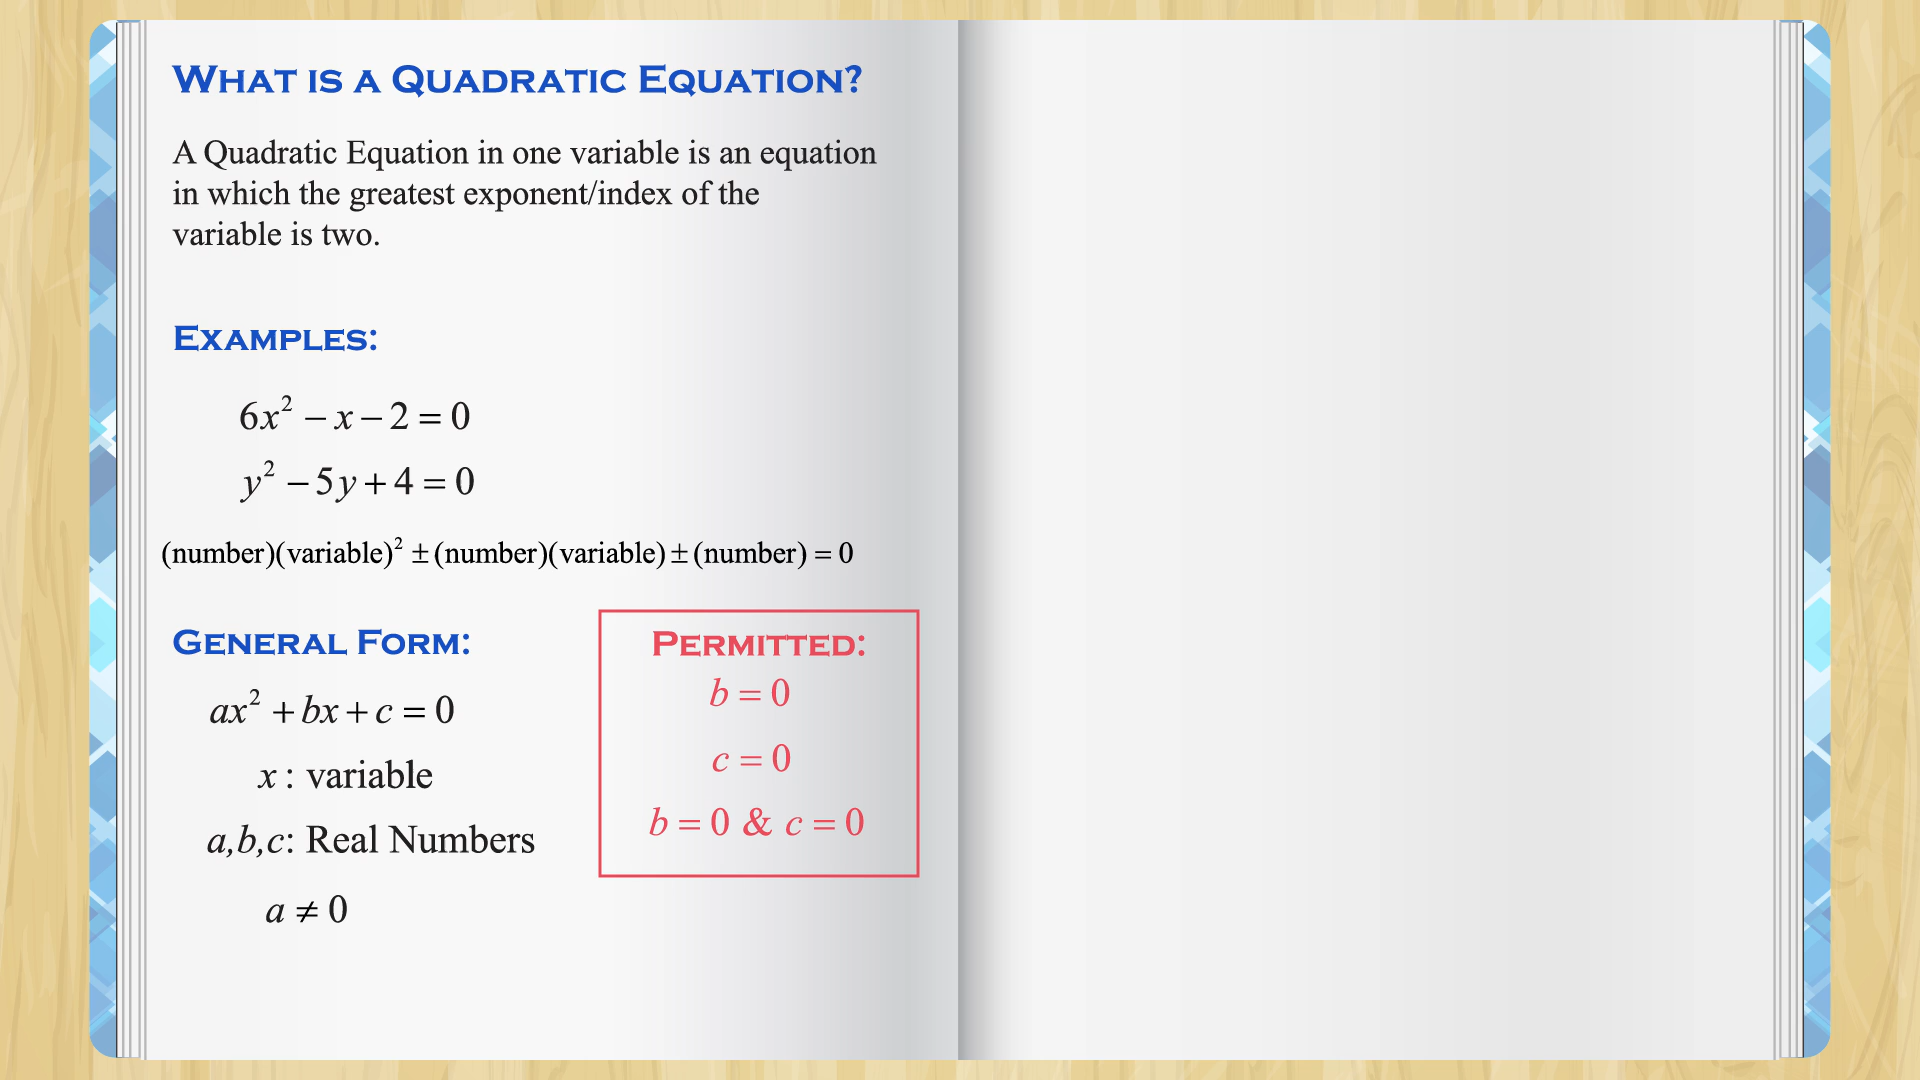 WHAT IS A QUADRATIC EQUATION?
A Quadratic Equation in one variable is an equation
in which the greatest exponent/index of the
variable is two.
EXAMPLES:
6x² − x − 2 = 0
y² − 5y + 4 = 0
(number)(variable)² ± (number)(variable) ± (number) = 0
GENERAL FORM:
ax² + bx + c = 0
x : variable
a,b,c: Real Numbers
a ≠ 0
PERMITTED:
b = 0
c = 0
b = 0 & c = 0